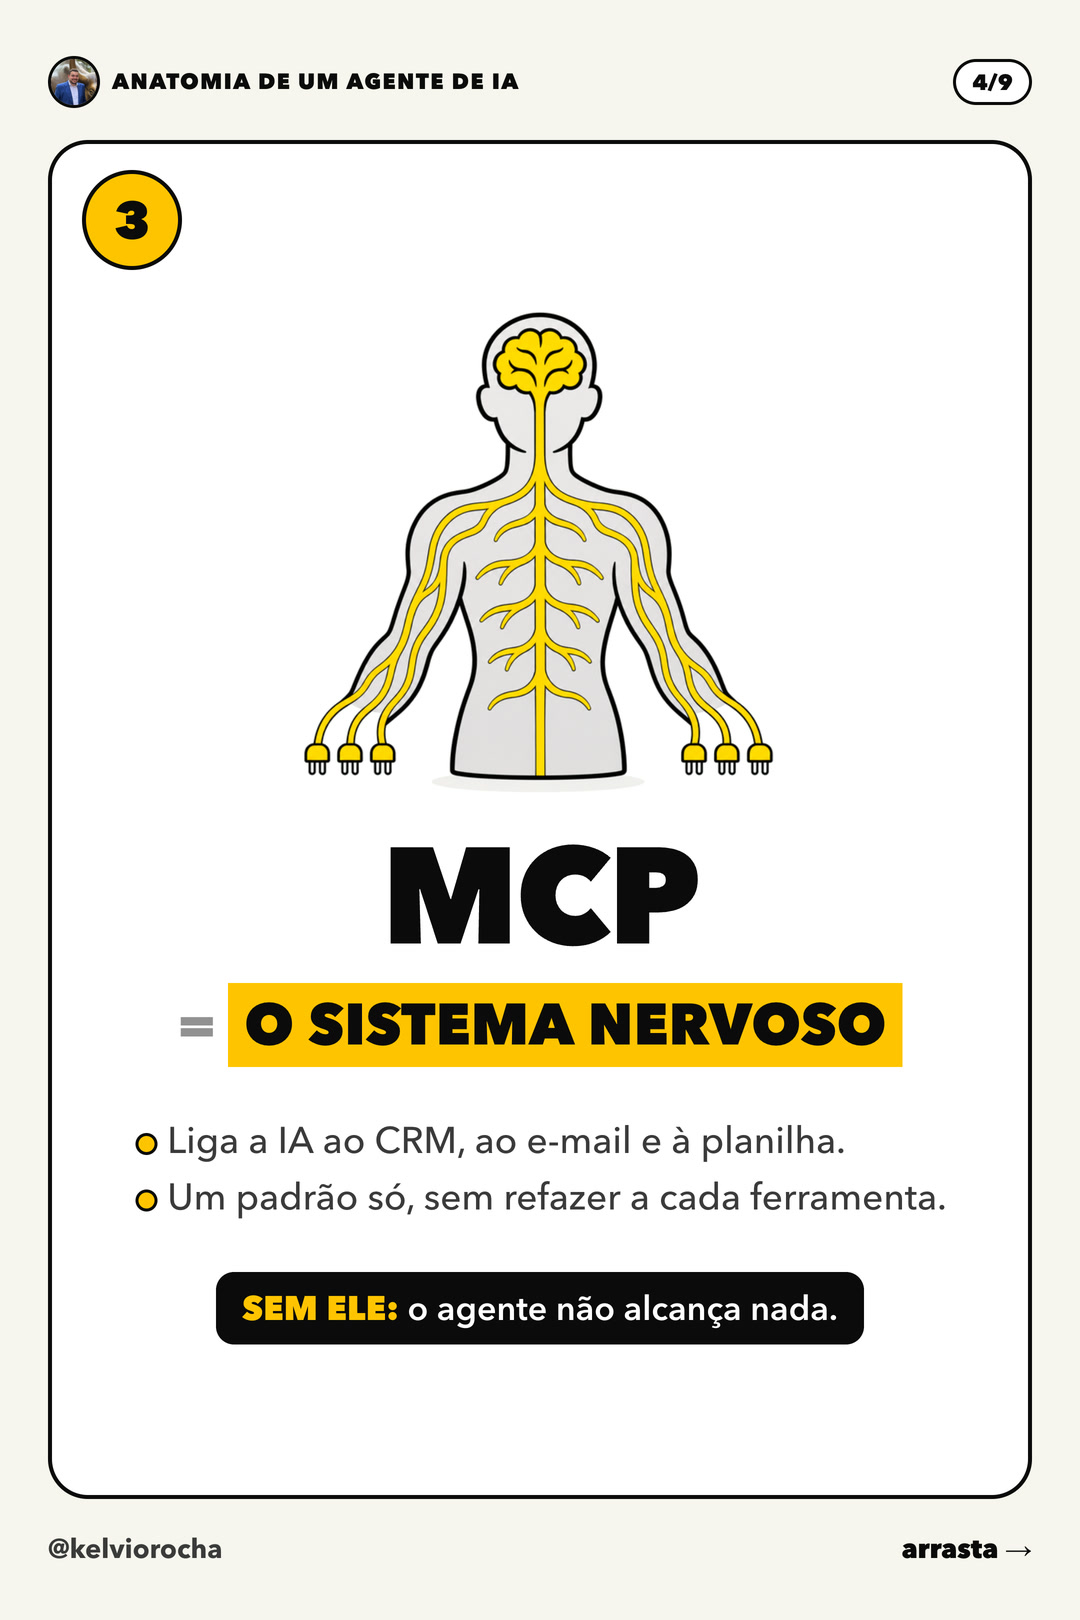 ANATOMIA DE UM AGENTE DE IA
4/9
3
MCP
= O SISTEMA NERVOSO
Liga a IA ao CRM, ao e-mail e à planilha.
Um padrão só, sem refazer a cada ferramenta.
SEM ELE: o agente não alcança nada.
@kelviorocha
arrasta →